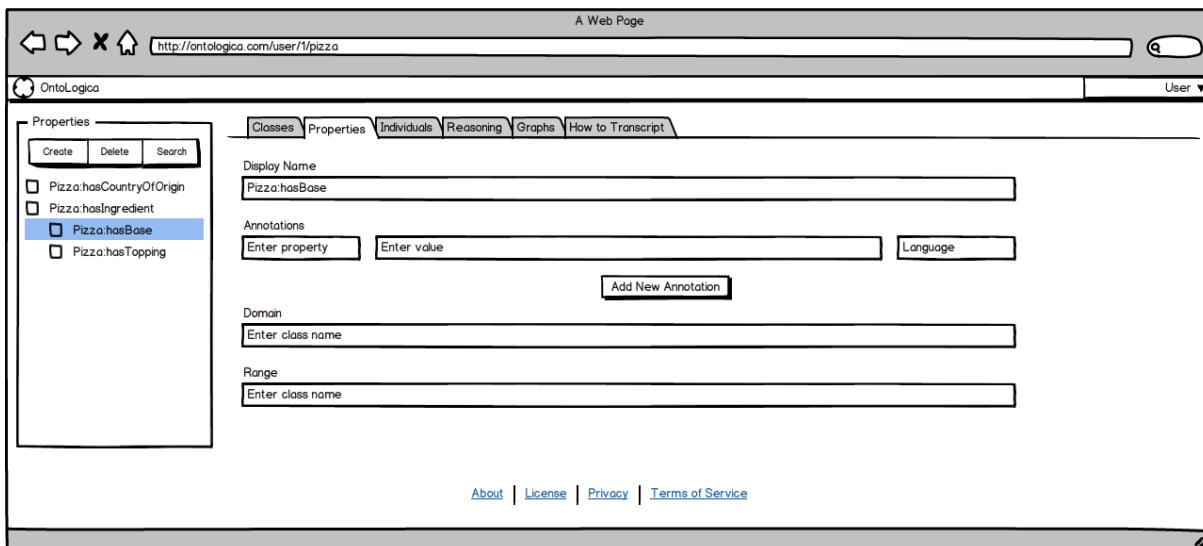 A Web Page
http://ontologica.com/user/1/pizza
OntoLogica
User
Properties
Create Delete Search
Pizza:hasCountryOfOrigin
Pizza:hasIngredient
Pizza:hasBase
Pizza:hasTopping
Classes Properties Individuals Reasoning Graphs How to Transcript
Display Name
Pizza:hasBase
Annotations
Enter property Enter value Language
Add New Annotation
Domain
Enter class name
Range
Enter class name
About License Privacy Terms of Service